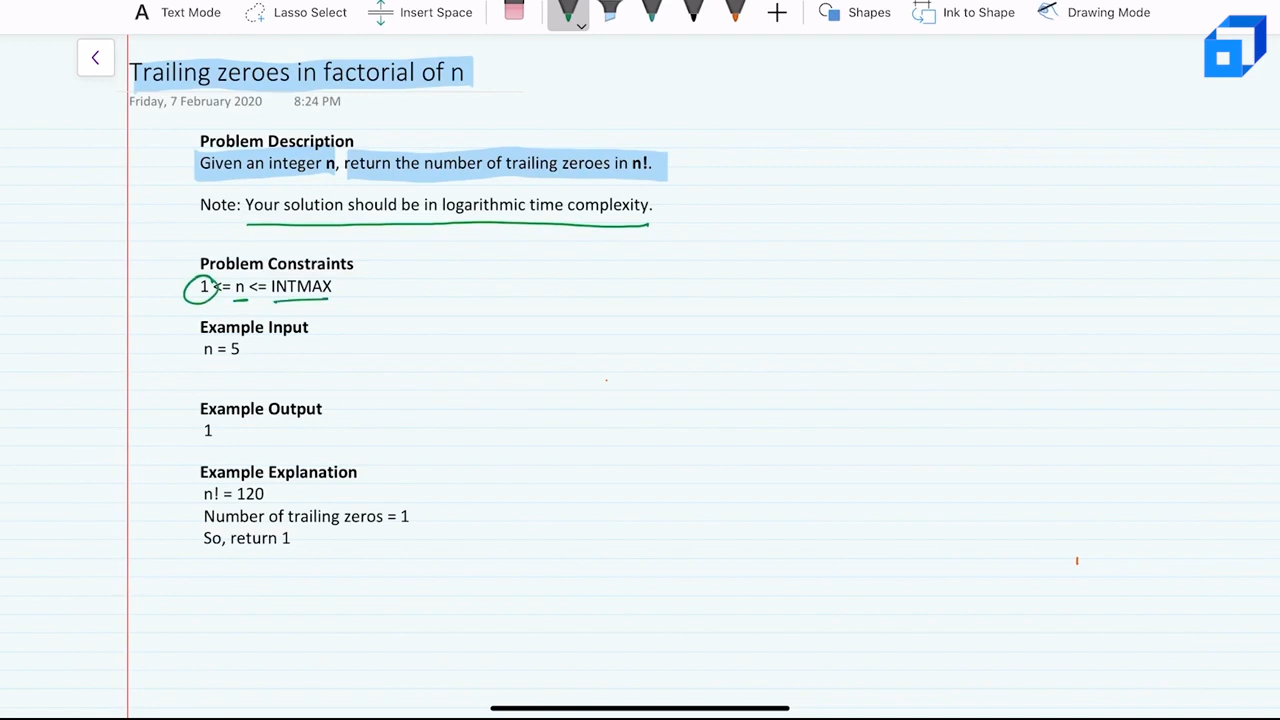 A Text Mode Lasso Select Insert Space Shapes Ink to Shape Drawing Mode
Trailing zeroes in factorial of n
Friday, 7 February 2020 8:24 PM
Problem Description
Given an integer n, return the number of trailing zeroes in n!.
Note: Your solution should be in logarithmic time complexity.
Problem Constraints
1 <= n <= INTMAX
Example Input
n = 5
Example Output
1
Example Explanation
n! = 120
Number of trailing zeros = 1
So, return 1